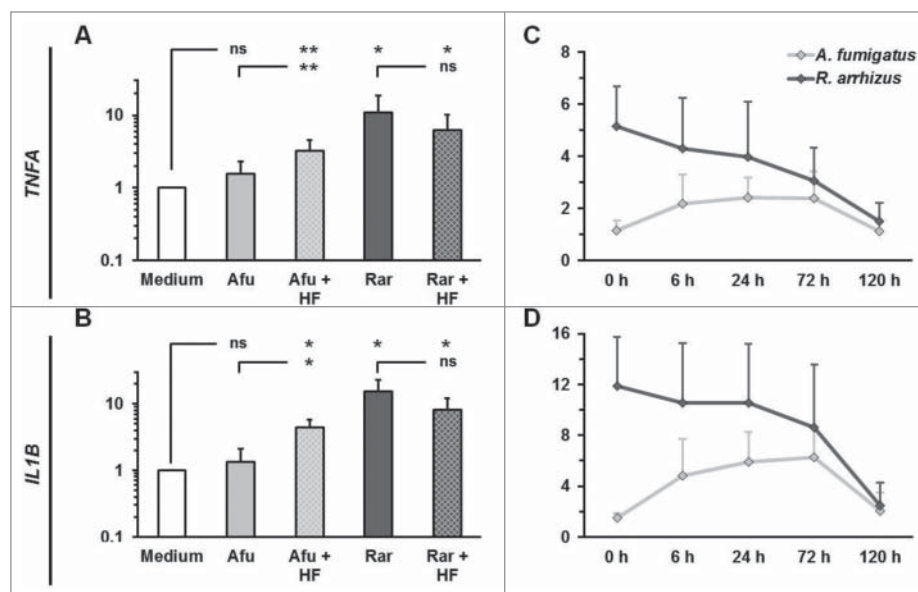 A
ns ** * *
** ns
TNFA
10
1
0.1
Medium Afu Afu + Rar Rar +
HF HF
C
8
6
4
2
0
A. fumigatus
R. arrhizus
0 h 6 h 24 h 72 h 120 h
B
ns * * *
* ns
IL1B
10
1
0.1
Medium Afu Afu + Rar Rar +
HF HF
D
16
12
8
4
0
0 h 6 h 24 h 72 h 120 h